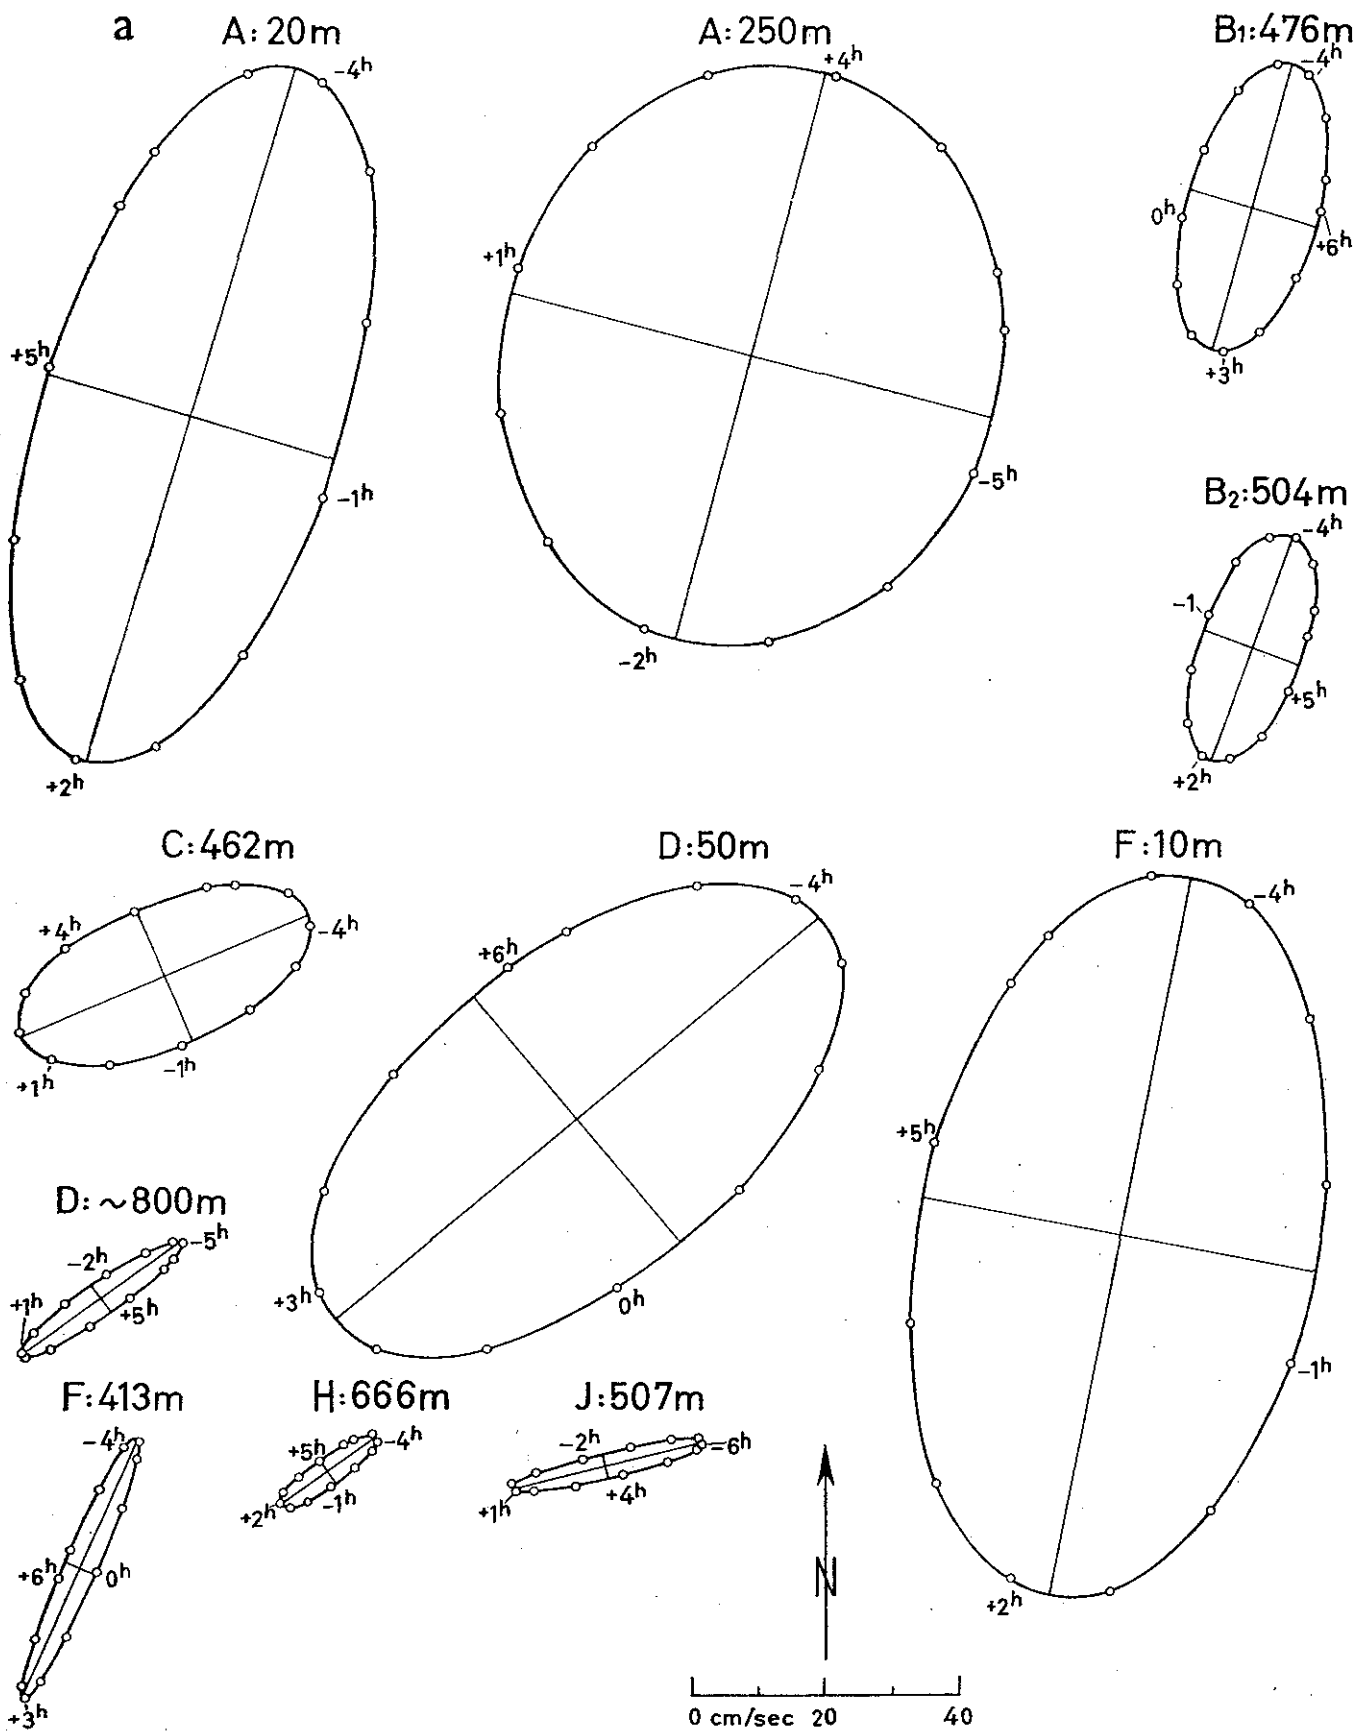 a
A: 20m
-4h
+5h
-1h
+2h
A: 250m
+4h
+1h
-5h
-2h
B1:476m
-4h
0h
+6h
+3h
B2:504m
-4h
-1
+5h
+2h
C:462m
+4h
-4h
+1h
-1h
D:50m
-4h
+6h
+3h
0h
F:10m
-4h
+5h
-1h
+2h
D: ~800m
-5h
-2h
+1h
+5h
F:413m
-4h
+6h
0h
+3h
H:666m
+5h
-4h
+2h
-1h
J:507m
-2h
-6h
+1h
+4h
N
0 cm/sec 20 40